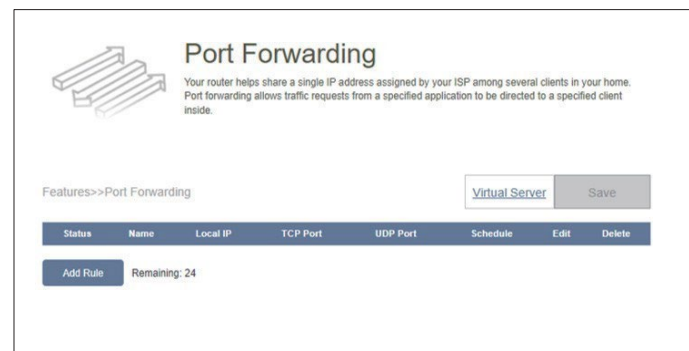 Port Forwarding
Your router helps share a single IP address assigned by your ISP among several clients in your home.
Port forwarding allows traffic requests from a specified application to be directed to a specified client
inside.
Features>>Port Forwarding
Virtual Server
Save
Status Name Local IP TCP Port UDP Port Schedule Edit Delete
Add Rule Remaining: 24